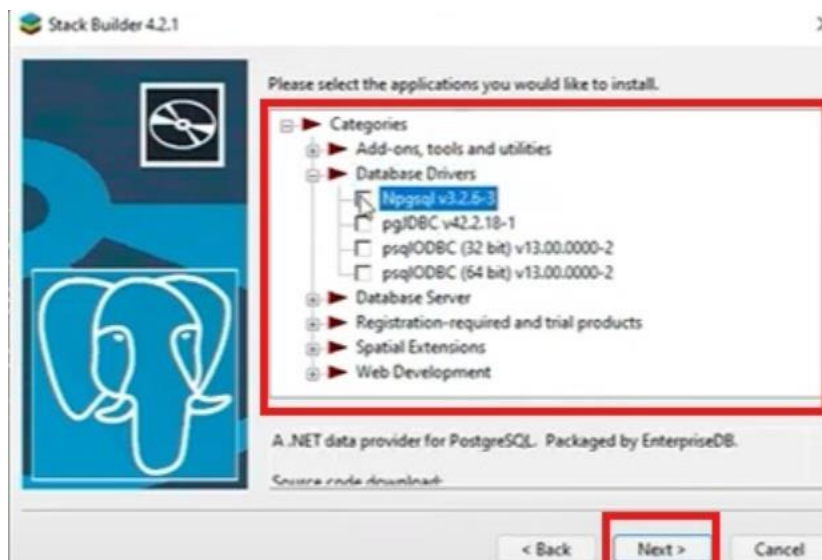 Stack Builder 4.2.1
Please select the applications you would like to install.
Categories
Add-ons, tools and utilities
Database Drivers
Npgsql v3.2.6-3
pgJDBC v42.2.18-1
psqlODBC (32 bit) v13.00.0000-2
psqlODBC (64 bit) v13.00.0000-2
Database Server
Registration-required and trial products
Spatial Extensions
Web Development
A .NET data provider for PostgreSQL. Packaged by EnterpriseDB.
Source code download:
< Back Next > Cancel